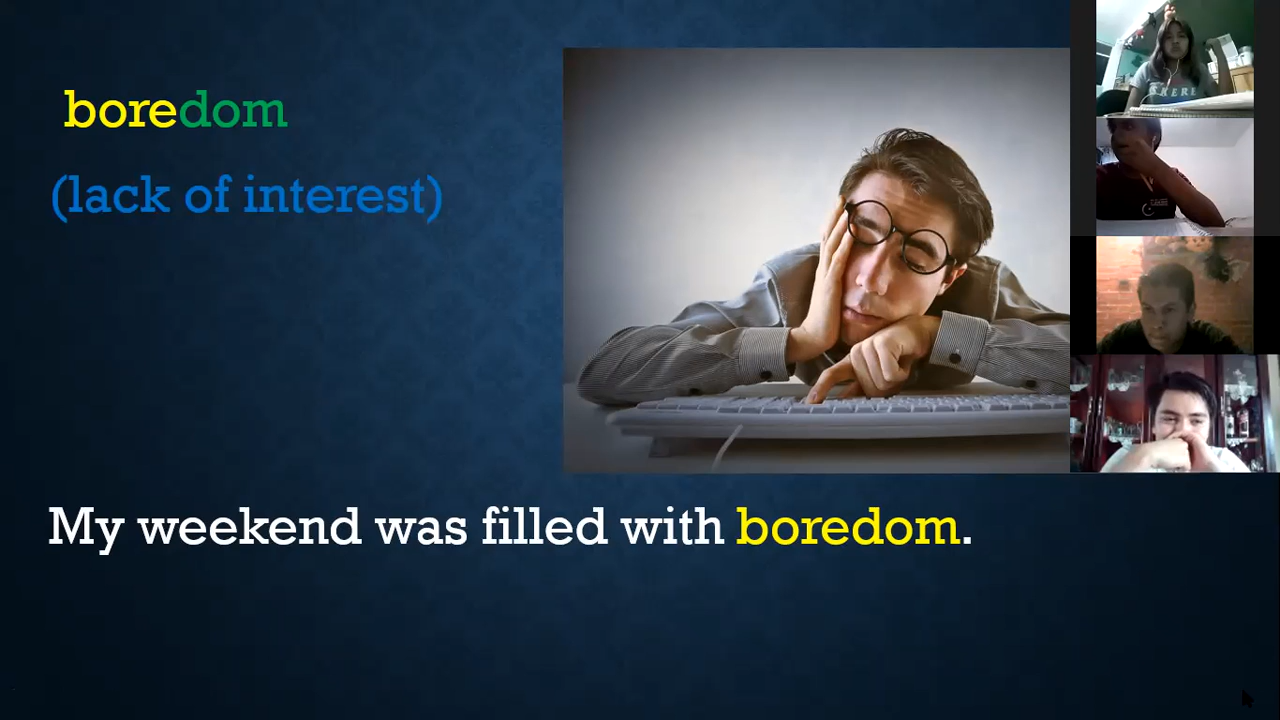 boredom
(lack of interest)
My weekend was filled with boredom.